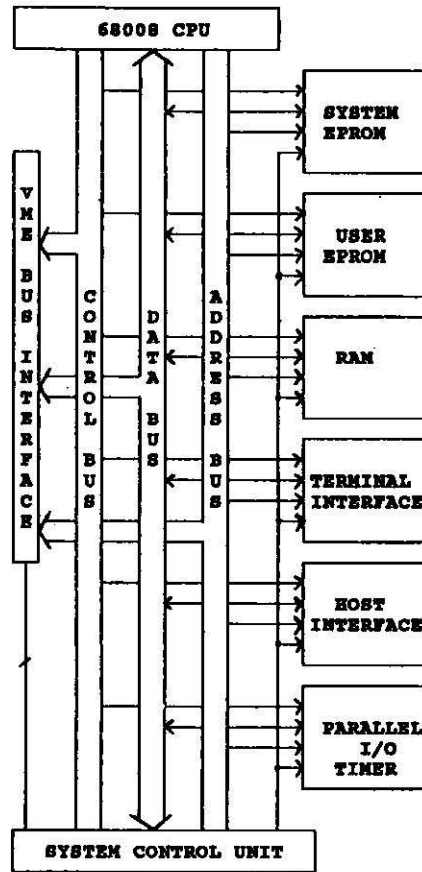 68008 CPU
SYSTEM
EPROM
USER
EPROM
VME BUS INTERFACE
CONTROL BUS
DATA BUS
ADDRESS BUS
RAM
TERMINAL
INTERFACE
HOST
INTERFACE
PARALLEL
I/O
TIMER
SYSTEM CONTROL UNIT